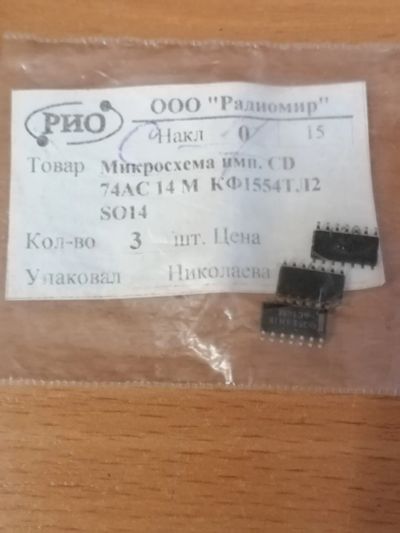 РИО
ООО "Радиомир"
Накл 0 15
Товар Микросхема имп. CD
74AC 14 M КФ1554ТЛ2
SO14
Кол-во 3 шт. Цена
Упаковал Николаева